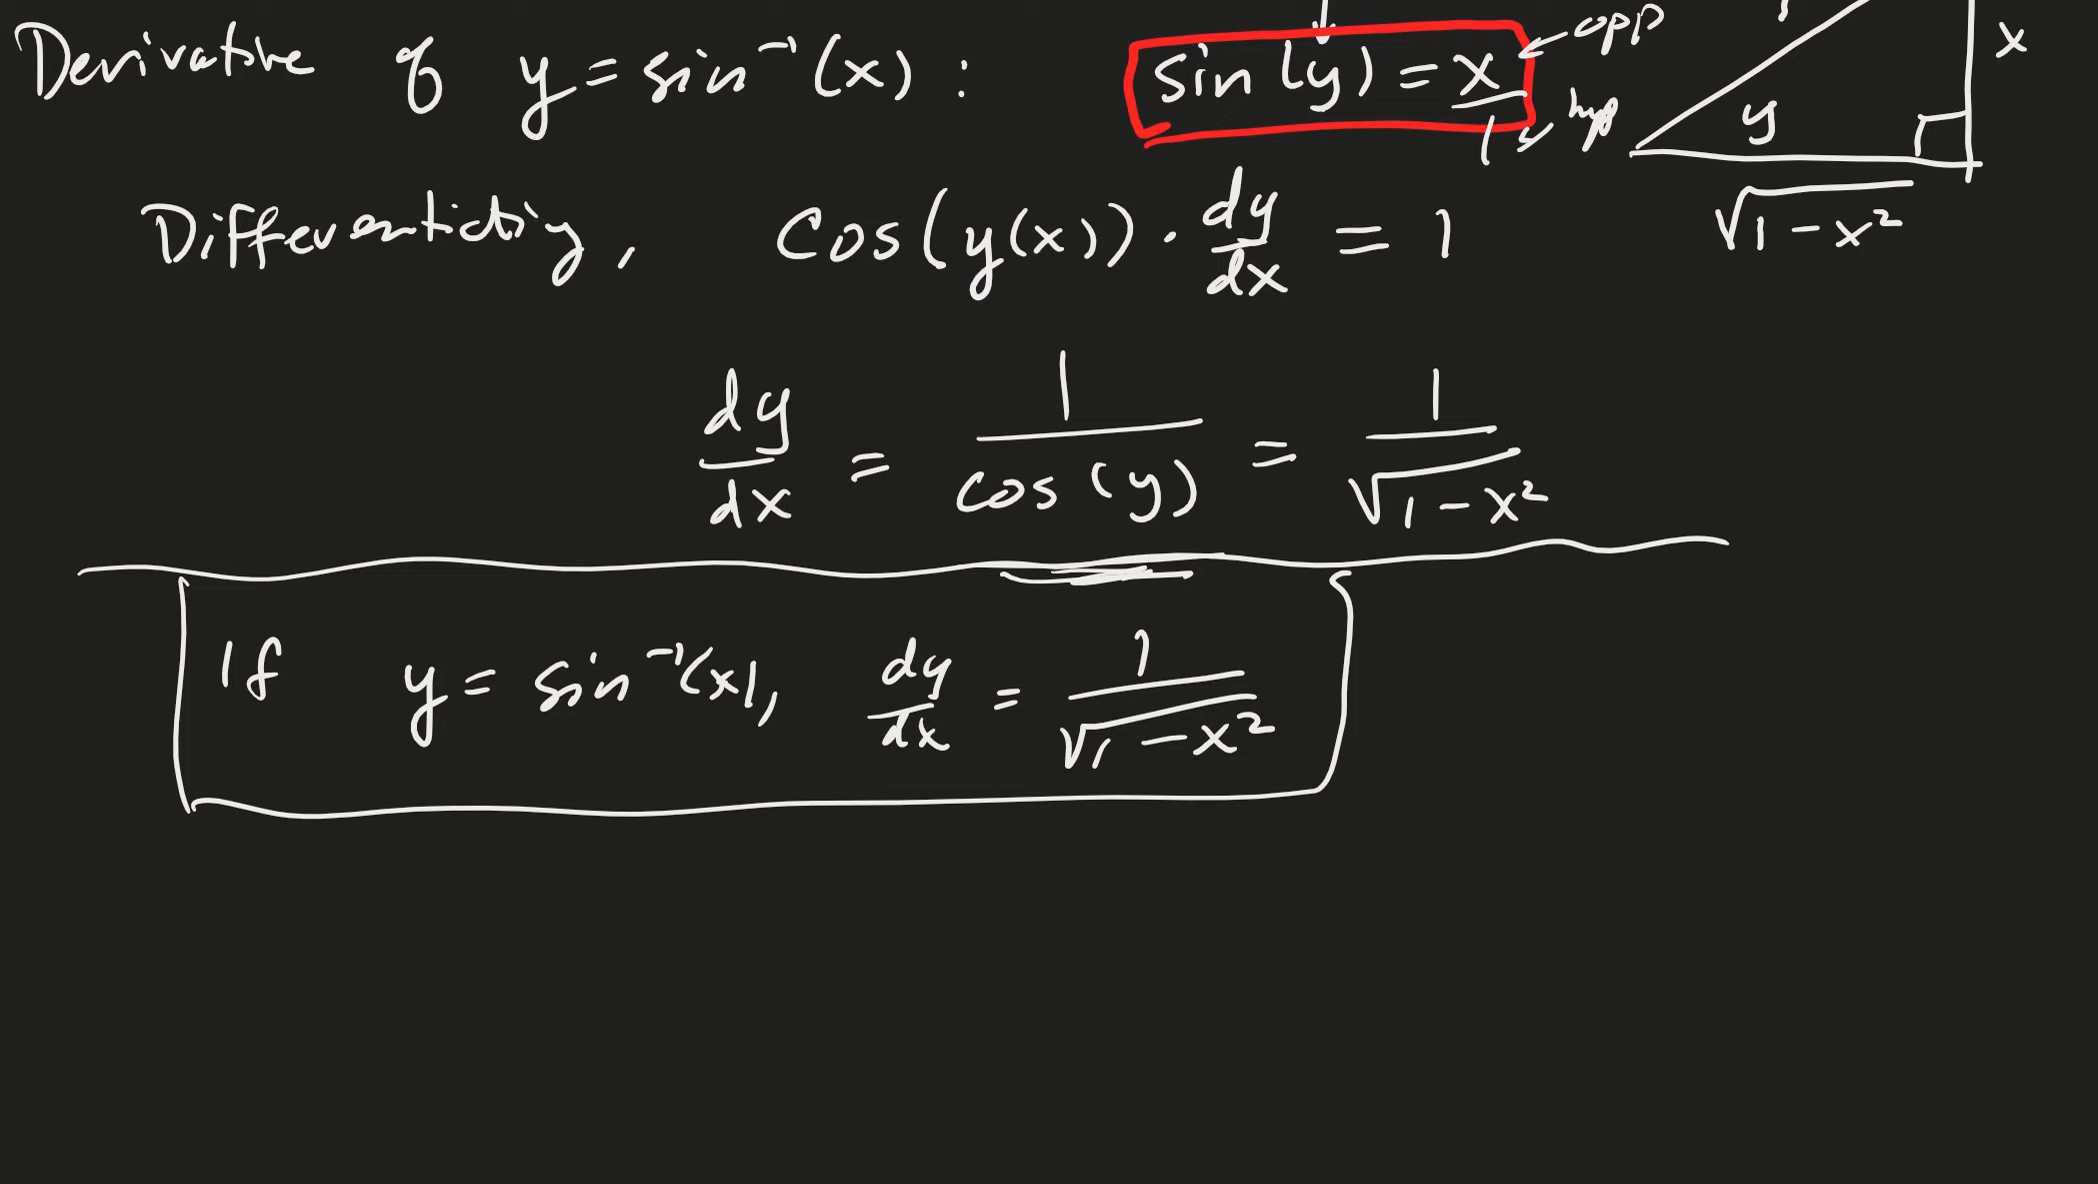 Derivative of y = sin⁻¹(x) : sin(y) = x/1 ← opp ← hyp
y x
√(1 - x²)
Differentiating, cos(y(x)) · dy/dx = 1
dy/dx = 1/cos(y) = 1/√(1 - x²)
If y = sin⁻¹(x), dy/dx = 1/√(1 - x²)